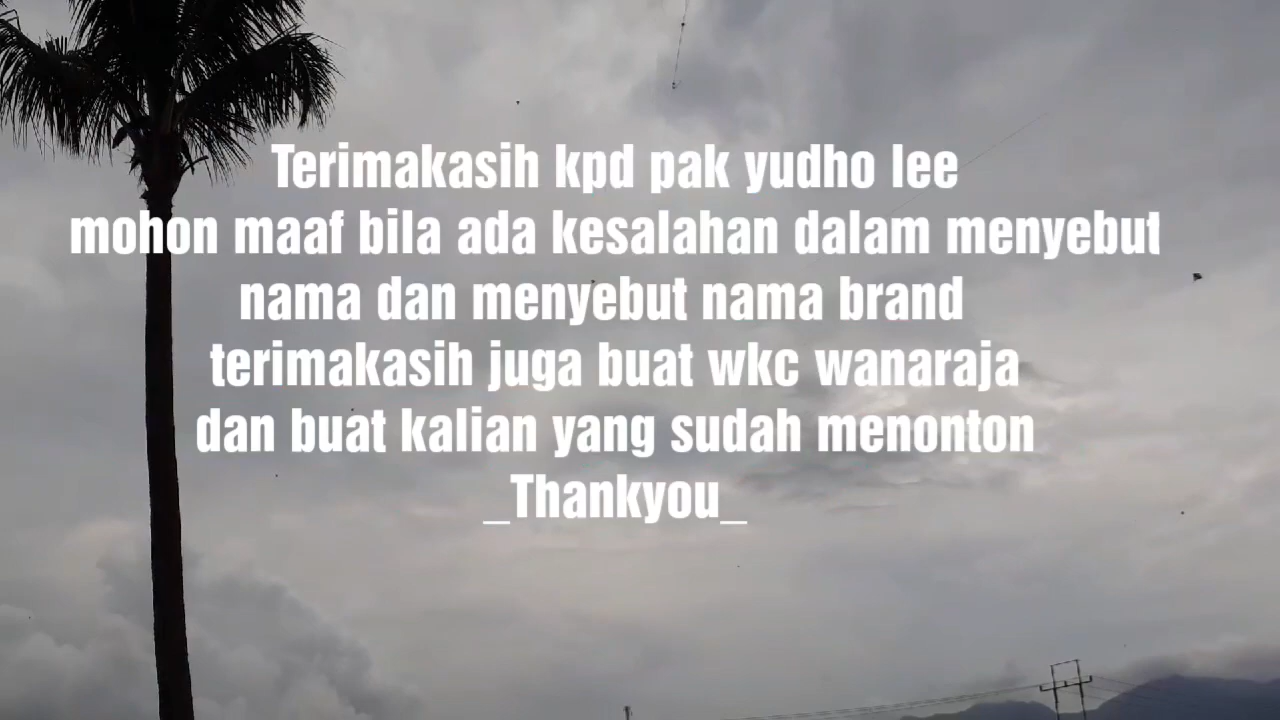 Terimakasih kpd pak yudho lee
mohon maaf bila ada kesalahan dalam menyebut
nama dan menyebut nama brand
terimakasih juga buat wkc wanaraja
dan buat kalian yang sudah menonton
_Thankyou_